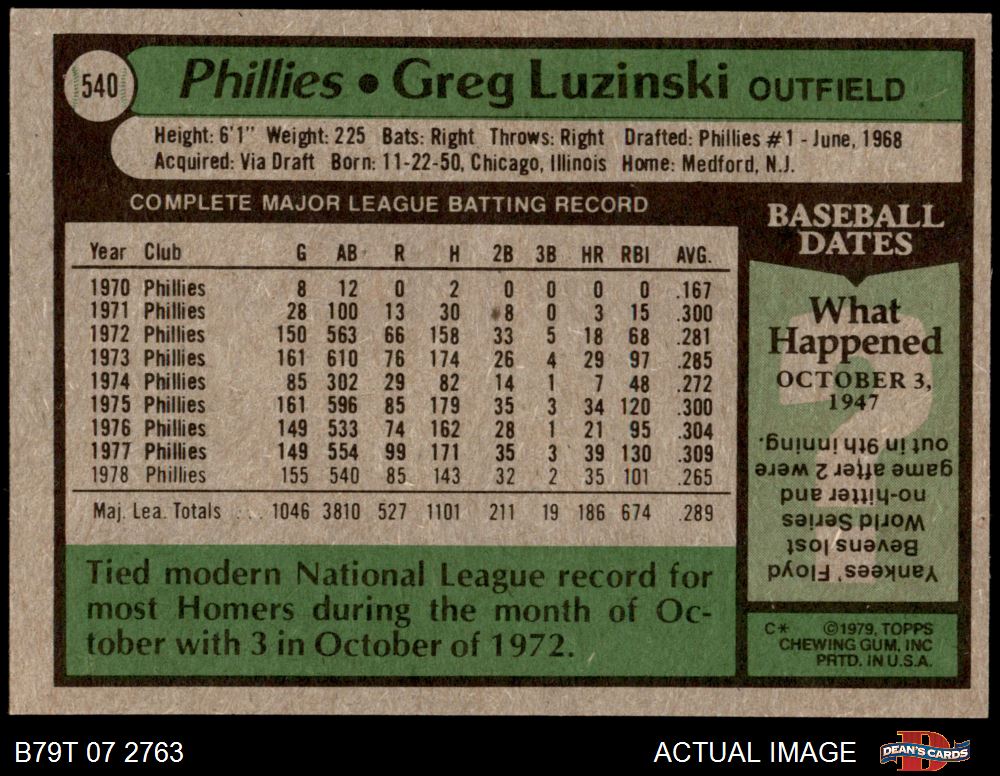 540
Phillies • Greg Luzinski OUTFIELD
Height: 6'1" Weight: 225 Bats: Right Throws: Right Drafted: Phillies #1 - June, 1968
Acquired: Via Draft Born: 11-22-50, Chicago, Illinois Home: Medford, N.J.
COMPLETE MAJOR LEAGUE BATTING RECORD
Year Club G AB R H 2B 3B HR RBI AVG.
1970 Phillies 8 12 0 2 0 0 0 0 .167
1971 Phillies 28 100 13 30 8 0 3 15 .300
1972 Phillies 150 563 66 158 33 5 18 68 .281
1973 Phillies 161 610 76 174 26 4 29 97 .285
1974 Phillies 85 302 29 82 14 1 7 48 .272
1975 Phillies 161 596 85 179 35 3 34 120 .300
1976 Phillies 149 533 74 162 28 1 21 95 .304
1977 Phillies 149 554 99 171 35 3 39 130 .309
1978 Phillies 155 540 85 143 32 2 35 101 .265
Maj. Lea. Totals . . . 1046 3810 527 1101 211 19 186 674 .289
Tied modern National League record for
most Homers during the month of Oc-
tober with 3 in October of 1972.
BASEBALL
DATES
What
Happened
OCTOBER 3,
1947
Yankees' Floyd
Bevens lost
World Series
no-hitter and
game after 2 were
out in 9th inning.
C* ©1979, TOPPS
CHEWING GUM, INC
PRTD. IN U.S.A.
B79T 07 2763
ACTUAL IMAGE
DEAN'S CARDS